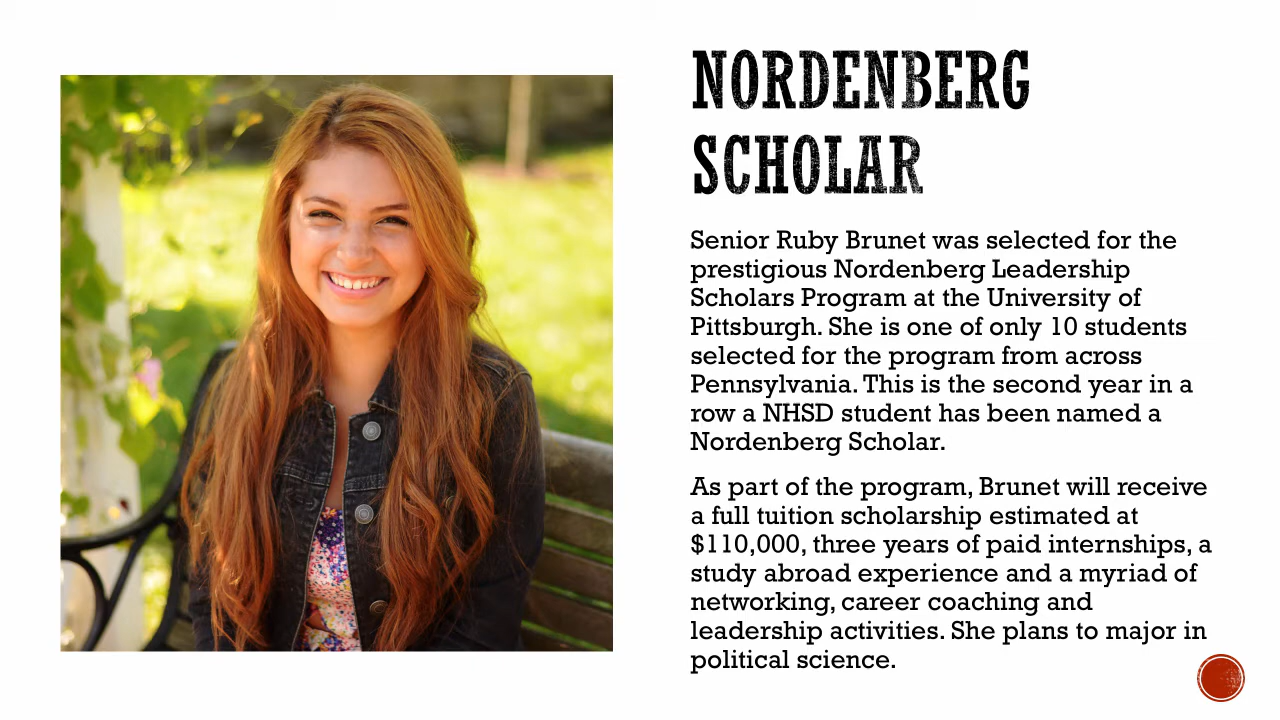 NORDENBERG
SCHOLAR
Senior Ruby Brunet was selected for the
prestigious Nordenberg Leadership
Scholars Program at the University of
Pittsburgh. She is one of only 10 students
selected for the program from across
Pennsylvania. This is the second year in a
row a NHSD student has been named a
Nordenberg Scholar.
As part of the program, Brunet will receive
a full tuition scholarship estimated at
$110,000, three years of paid internships, a
study abroad experience and a myriad of
networking, career coaching and
leadership activities. She plans to major in
political science.